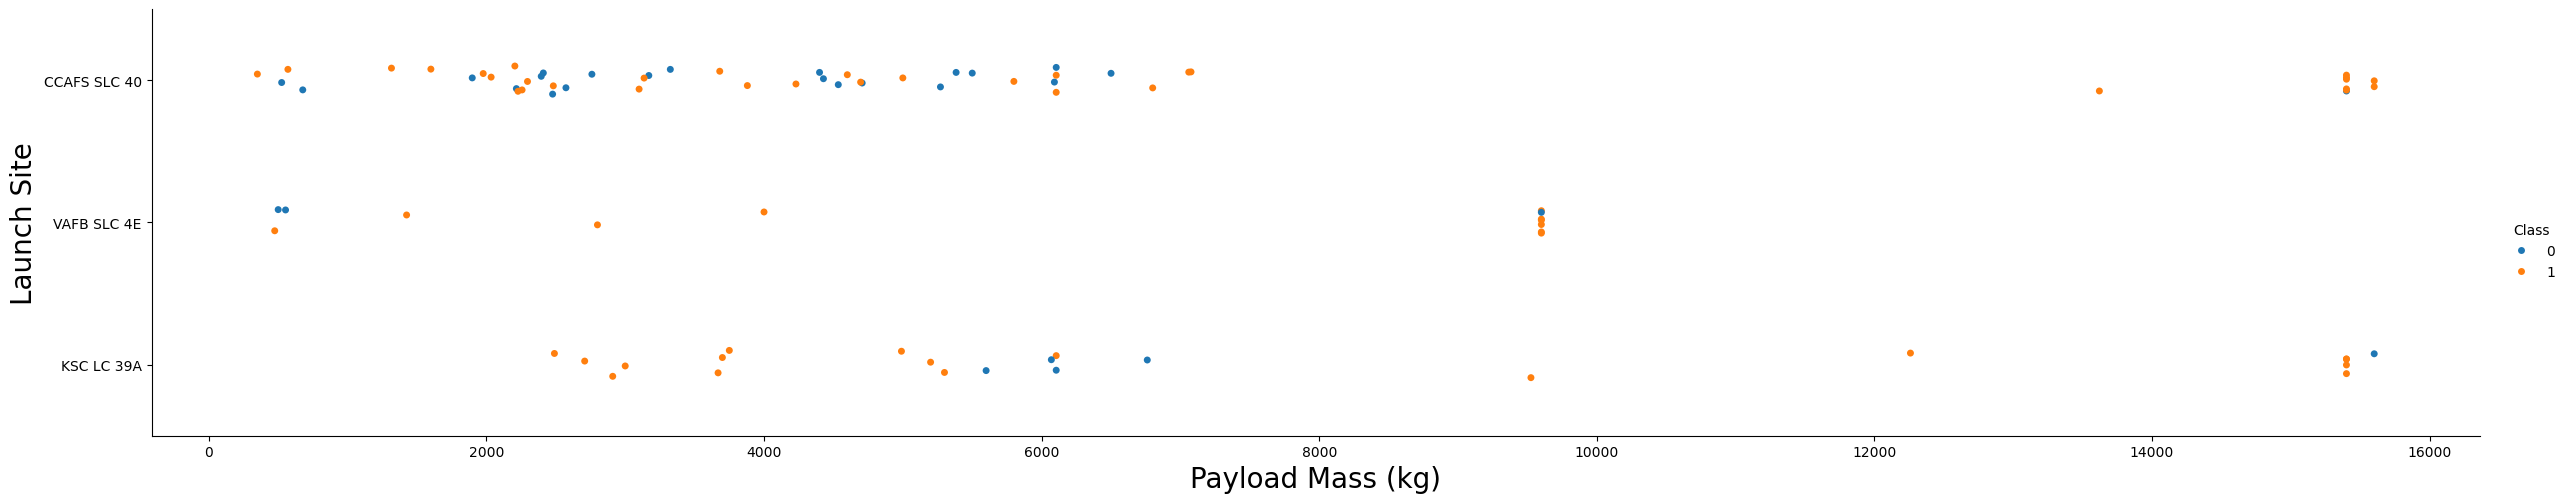 Launch Site
CCAFS SLC 40
VAFB SLC 4E
KSC LC 39A
0 2000 4000 6000 8000 10000 12000 14000 16000
Payload Mass (kg)
Class
0
1